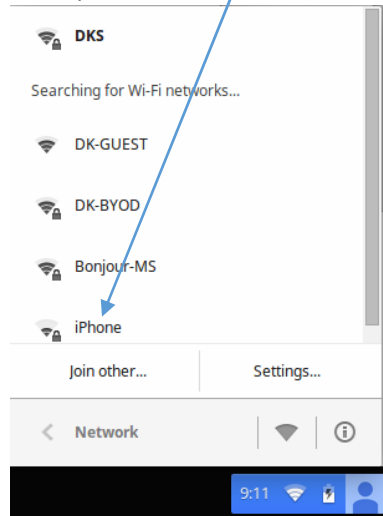 DKS
Searching for Wi-Fi networks...
DK-GUEST
DK-BYOD
Bonjour-MS
iPhone
Join other...
Settings...
Network
9:11